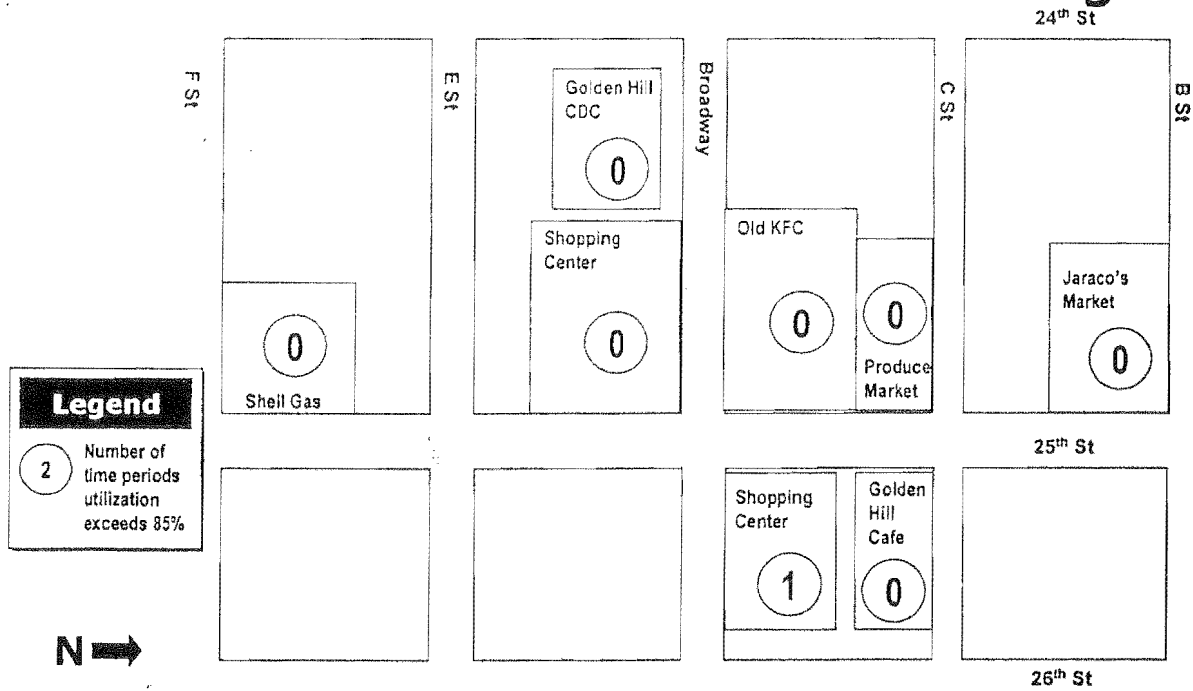 24th St
F St
E St
Broadway
C St
B St
Golden Hill
CDC
0
Shopping
Center
0
Old KFC
0
0
Produce
Market
Jaraco's
Market
0
0
Shell Gas
Legend
2
Number of
time periods
utilization
exceeds 85%
25th St
Shopping
Center
1
Golden
Hill
Cafe
0
N
26th St